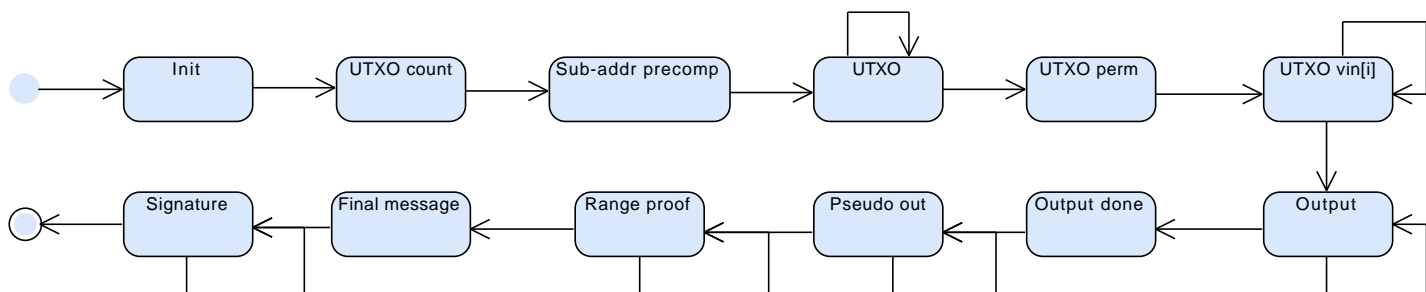 Init
UTXO count
Sub-addr precomp
UTXO
UTXO perm
UTXO vin[i]
Signature
Final message
Range proof
Pseudo out
Output done
Output